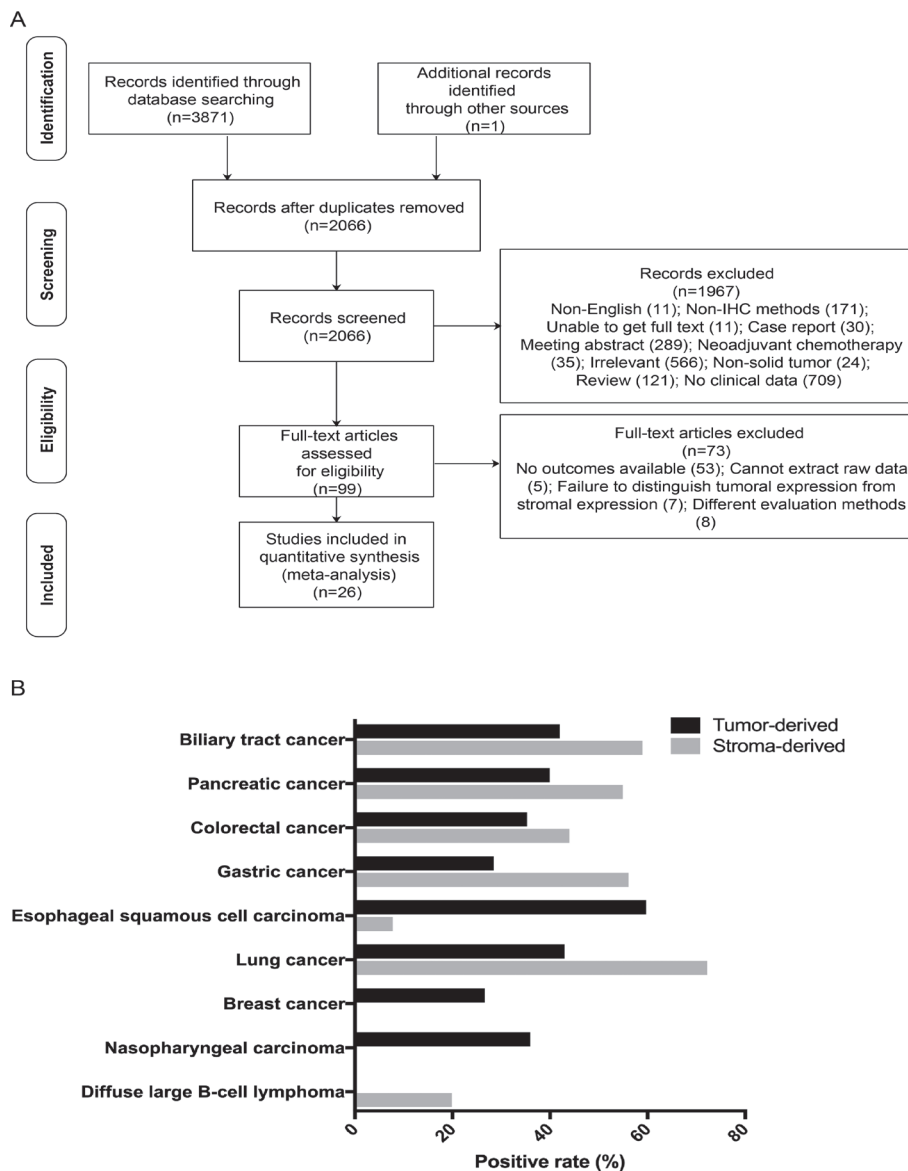 A
Identification
Records identified through
database searching
(n=3871)
Additional records
identified
through other sources
(n=1)
Screening
Records after duplicates removed
(n=2066)
Records screened
(n=2066)
Records excluded
(n=1967)
Non-English (11); Non-IHC methods (171);
Unable to get full text (11); Case report (30);
Meeting abstract (289); Neoadjuvant chemotherapy
(35); Irrelevant (566); Non-solid tumor (24);
Review (121); No clinical data (709)
Eligibility
Full-text articles
assessed
for eligibility
(n=99)
Full-text articles excluded
(n=73)
No outcomes available (53); Cannot extract raw data
(5); Failure to distinguish tumoral expression from
stromal expression (7); Different evaluation methods
(8)
Included
Studies included in
quantitative synthesis
(meta-analysis)
(n=26)
B
Tumor-derived
Stroma-derived
Biliary tract cancer
Pancreatic cancer
Colorectal cancer
Gastric cancer
Esophageal squamous cell carcinoma
Lung cancer
Breast cancer
Nasopharyngeal carcinoma
Diffuse large B-cell lymphoma
0 20 40 60 80
Positive rate (%)